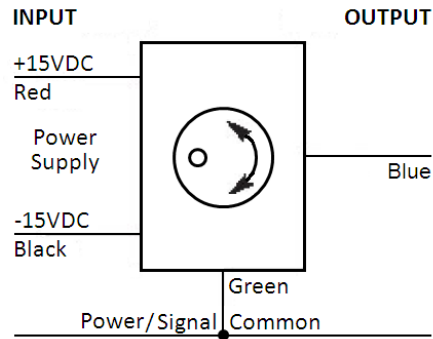 INPUT
OUTPUT
+15VDC
Red
Power
Supply
Blue
-15VDC
Black
Green
Power/Signal Common